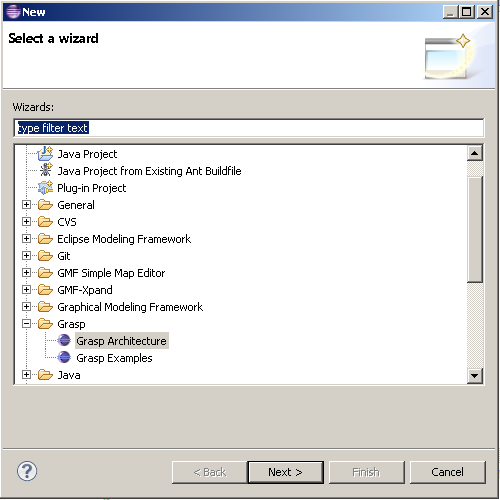 New
Select a wizard
Wizards:
type filter text
Java Project
Java Project from Existing Ant Buildfile
Plug-in Project
General
CVS
Eclipse Modeling Framework
Git
GMF Simple Map Editor
GMF-Xpand
Graphical Modeling Framework
Grasp
Grasp Architecture
Grasp Examples
Java
? < Back Next > Finish Cancel